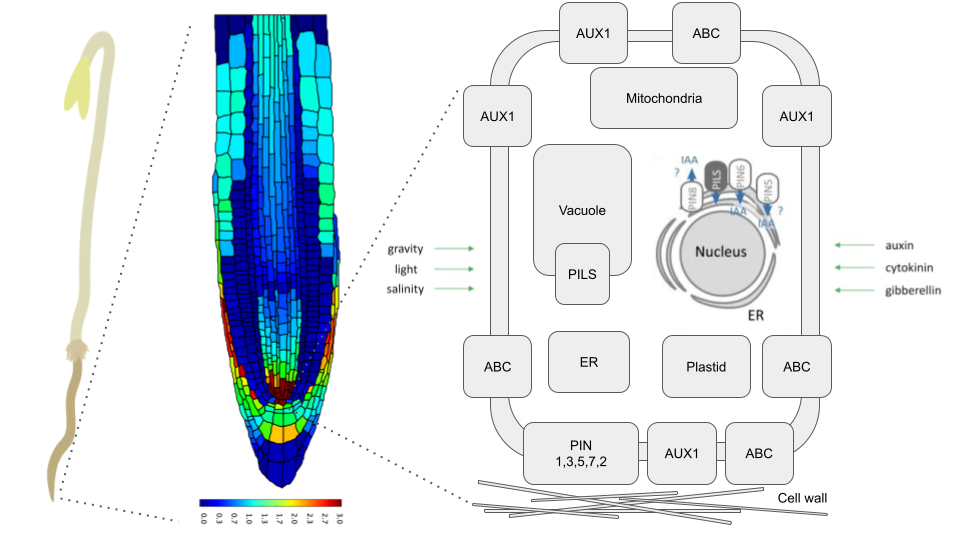 AUX1
ABC
Mitochondria
AUX1
AUX1
IAA
?
PILS
PIN6
PIN8
PIN5
IAA
?
IAA
Vacuole
Nucleus
PILS
ER
gravity
light
salinity
auxin
cytokinin
gibberellin
ABC
ER
Plastid
ABC
PIN
1,3,5,7,2
AUX1
ABC
Cell wall
0.0 0.3 0.7 1.0 1.3 1.7 2.0 2.3 2.7 3.0